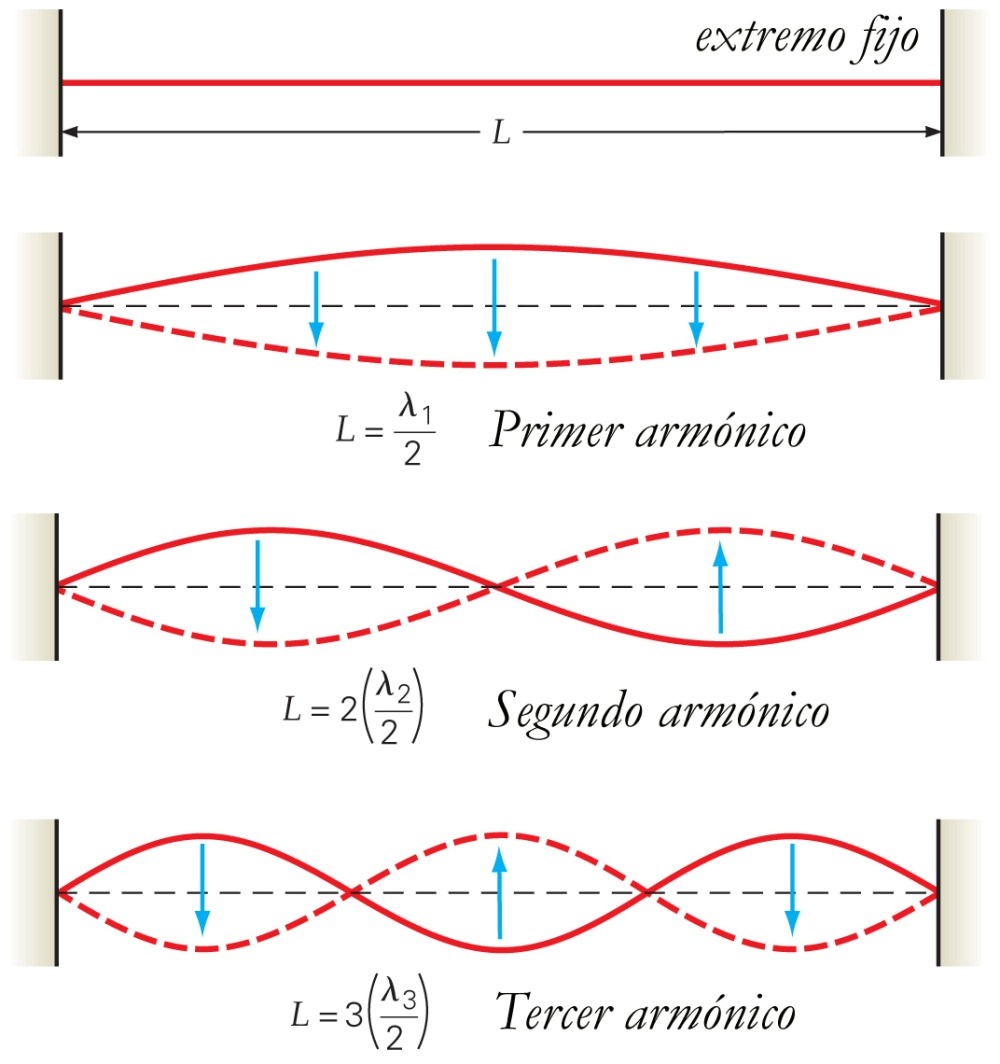 extremo fijo
L
L = λ₁/2 Primer armónico
L = 2(λ₂/2) Segundo armónico
L = 3(λ₃/2) Tercer armónico